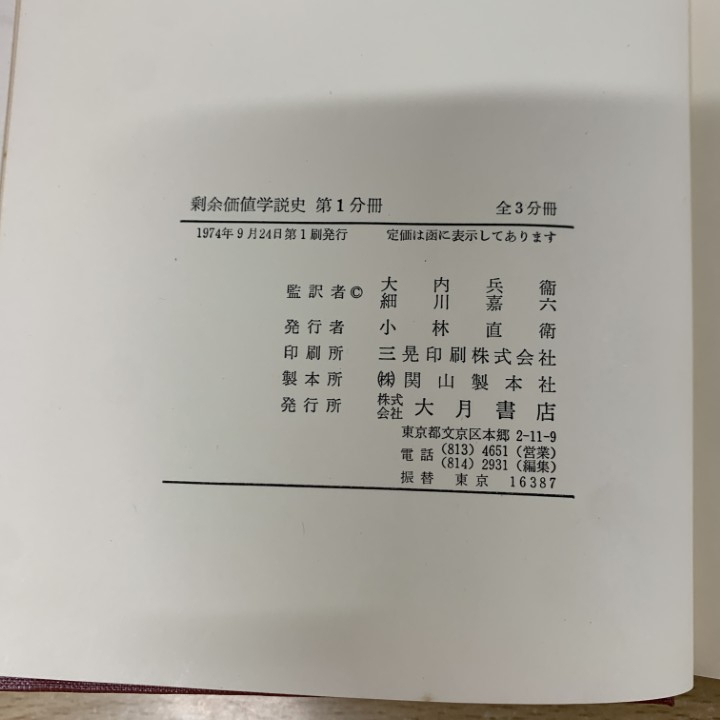 剰余価値学説史 第1分冊 全3分冊
1974年9月24日第1刷発行 定価は函に表示してあります
監訳者© 大内兵衞
細川嘉六
発行者 小林直衛
印刷所 三晃印刷株式会社
製本所 ㈱関山製本社
発行所 株式会社 大月書店
東京都文京区本郷 2-11-9
電話 (813) 4651 (営業)
(814) 2931 (編集)
振替 東京 16387